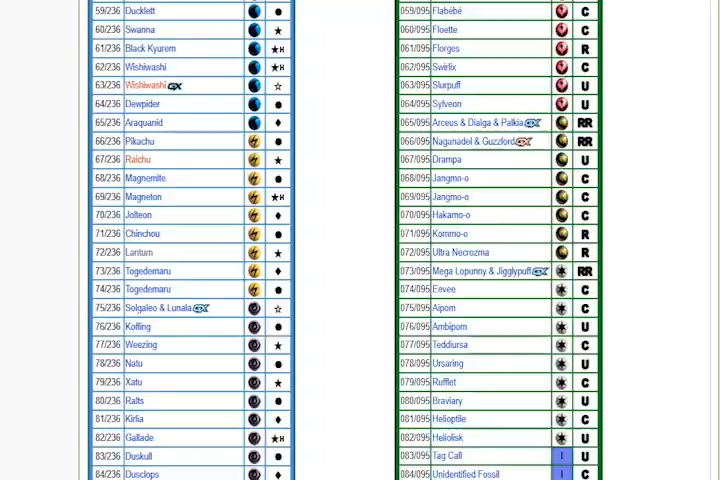 59/236 Ducklett
60/236 Swanna
61/236 Black Kyurem H
62/236 Wishiwashi H
63/236 Wishiwashi GX
64/236 Dewpider
65/236 Araquanid
66/236 Pikachu
67/236 Raichu
68/236 Magnemite
69/236 Magneton H
70/236 Jolteon
71/236 Chinchou
72/236 Lanturn
73/236 Togedemaru
74/236 Togedemaru
75/236 Solgaleo & Lunala GX
76/236 Koffing
77/236 Weezing
78/236 Natu
79/236 Xatu
80/236 Ralts
81/236 Kirlia
82/236 Gallade H
83/236 Duskull
84/236 Dusclops
059/095 Flabébé C
060/095 Floette C
061/095 Florges R
062/095 Swirlix C
063/095 Slurpuff U
064/095 Sylveon U
065/095 Arceus & Dialga & Palkia GX RR
066/095 Naganadel & Guzzlord GX RR
067/095 Drampa U
068/095 Jangmo-o C
069/095 Jangmo-o C
070/095 Hakamo-o C
071/095 Kommo-o R
072/095 Ultra Necrozma R
073/095 Mega Lopunny & Jigglypuff GX RR
074/095 Eevee C
075/095 Aipom C
076/095 Ambipom U
077/095 Teddiursa C
078/095 Ursaring U
079/095 Rufflet C
080/095 Braviary U
081/095 Helioptile C
082/095 Heliolisk U
083/095 Tag Call I U
084/095 Unidentified Fossil I C